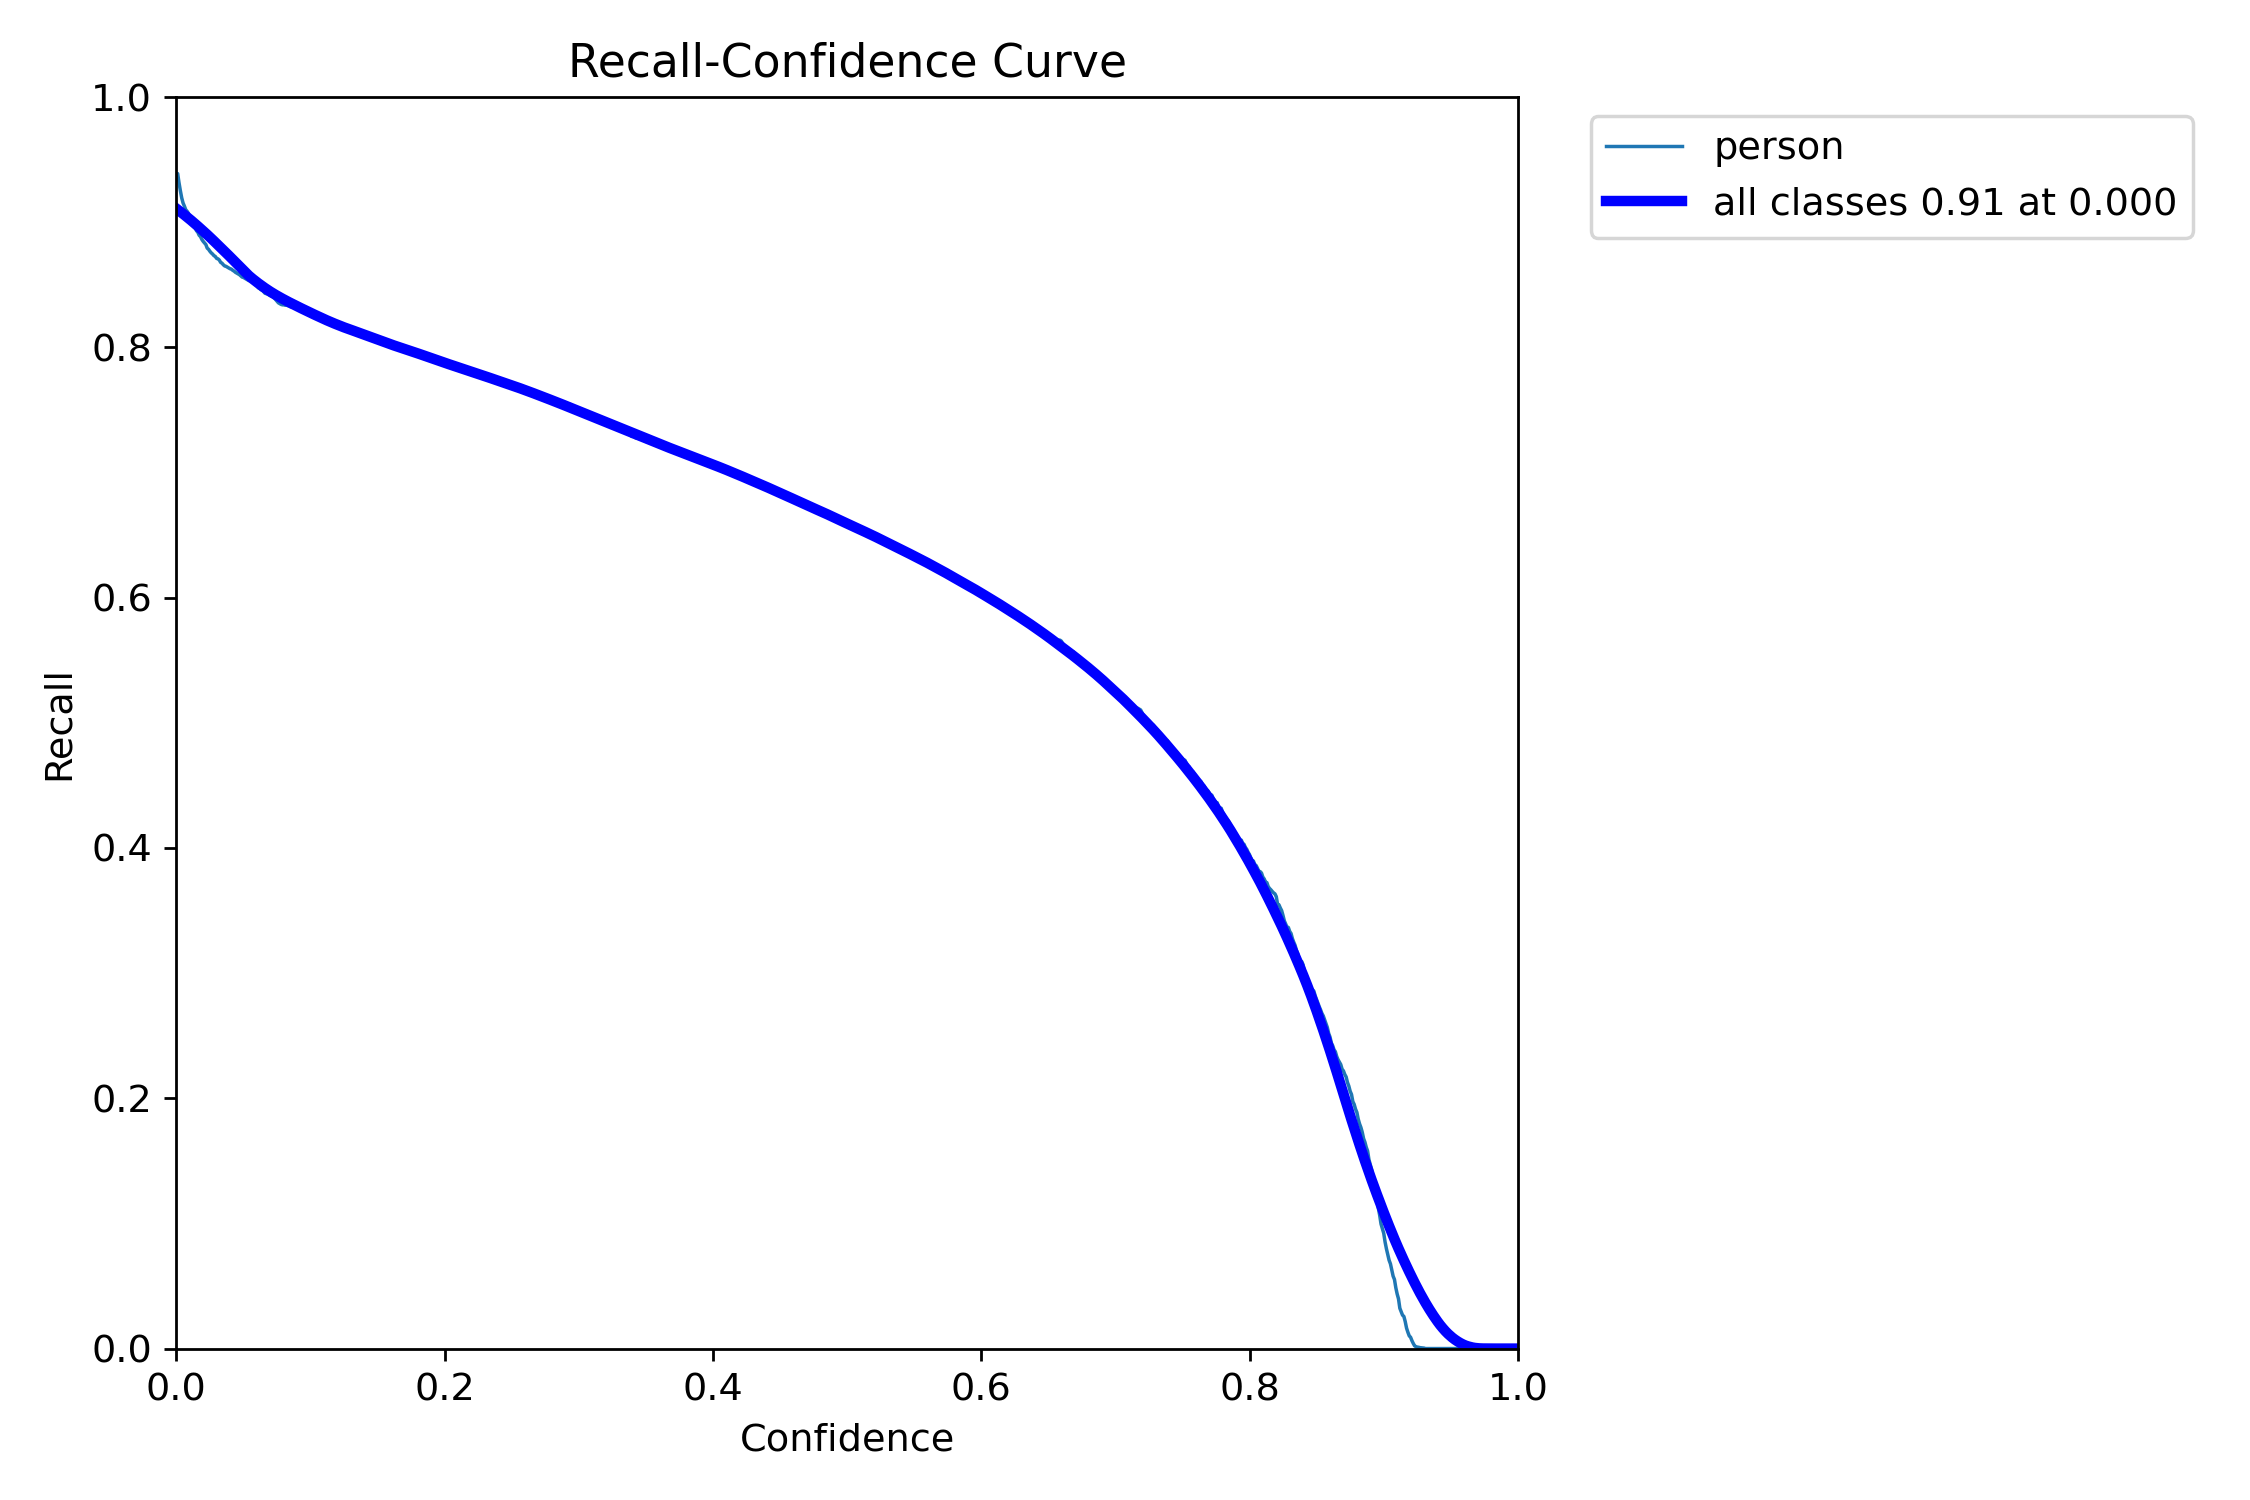 Recall-Confidence Curve
1.0
0.8
0.6
0.4
0.2
0.0
Recall
0.0 0.2 0.4 0.6 0.8 1.0
Confidence
person
all classes 0.91 at 0.000